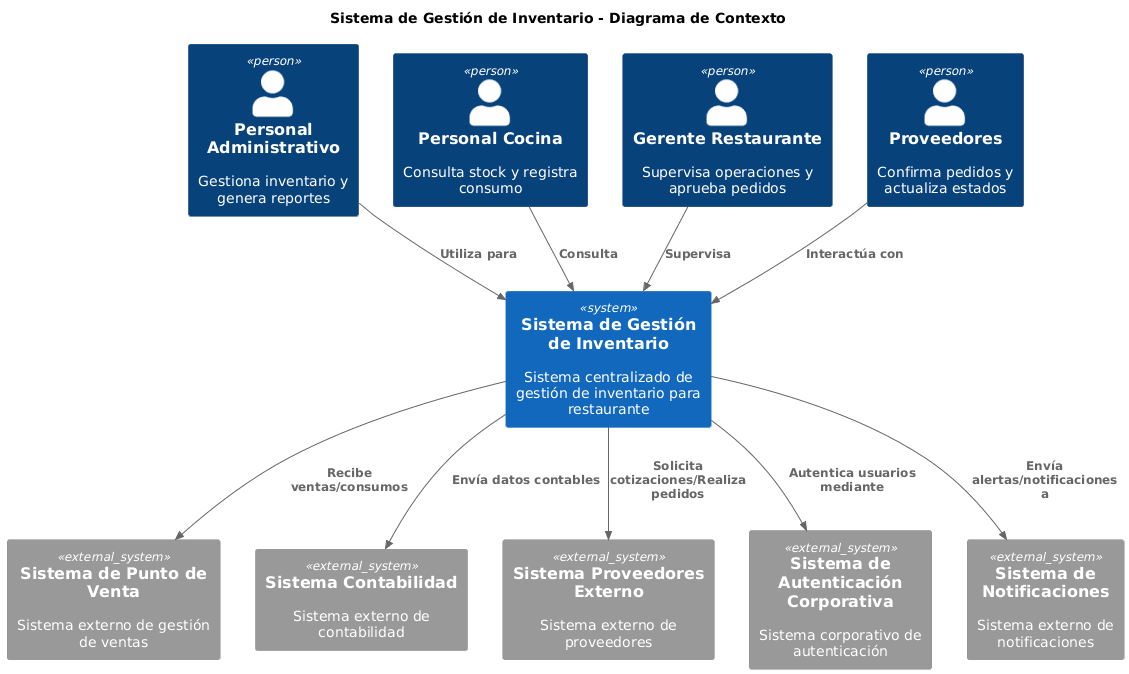 Sistema de Gestión de Inventario - Diagrama de Contexto
«person»
Personal
Administrativo
Gestiona inventario y
genera reportes
«person»
Personal Cocina
Consulta stock y registra
consumo
«person»
Gerente Restaurante
Supervisa operaciones y
aprueba pedidos
«person»
Proveedores
Confirma pedidos y
actualiza estados
Utiliza para
Consulta
Supervisa
Interactúa con
«system»
Sistema de Gestión
de Inventario
Sistema centralizado de
gestión de inventario para
restaurante
Recibe
ventas/consumos
Envía datos contables
Solicita
cotizaciones/Realiza
pedidos
Autentica usuarios
mediante
Envía
alertas/notificaciones
a
«external_system»
Sistema de Punto de
Venta
Sistema externo de gestión
de ventas
«external_system»
Sistema Contabilidad
Sistema externo de
contabilidad
«external_system»
Sistema Proveedores
Externo
Sistema externo de
proveedores
«external_system»
Sistema de
Autenticación
Corporativa
Sistema corporativo de
autenticación
«external_system»
Sistema de
Notificaciones
Sistema externo de
notificaciones